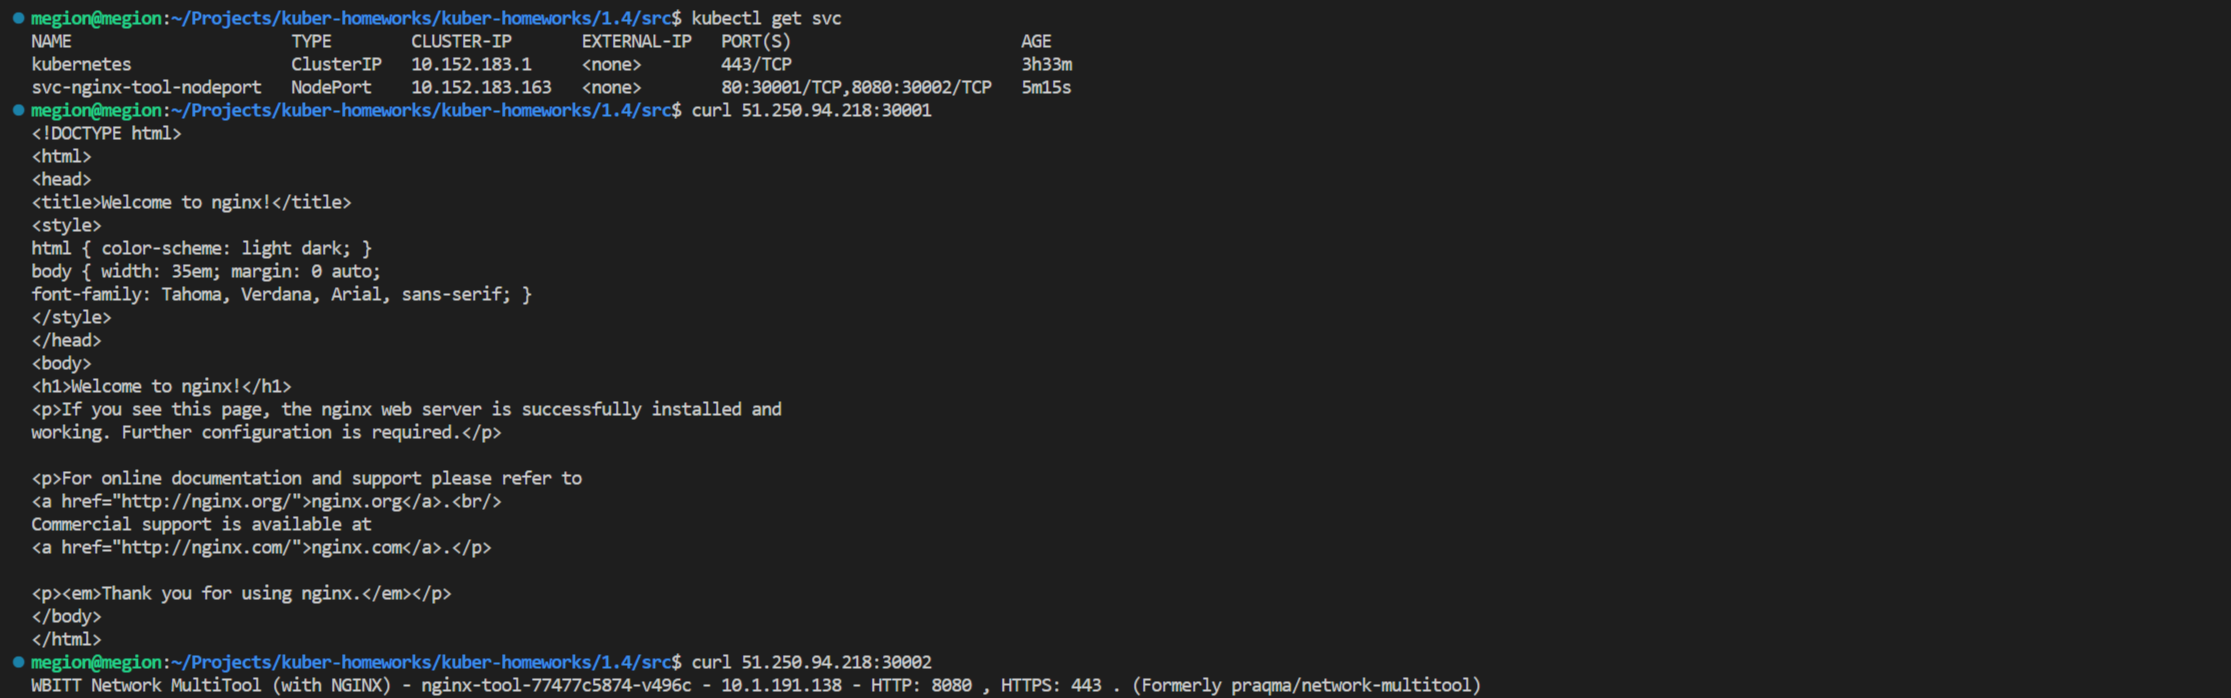 megion@megion:~/Projects/kuber-homeworks/kuber-homeworks/1.4/src$ kubectl get svc
NAME                      TYPE        CLUSTER-IP       EXTERNAL-IP   PORT(S)                       AGE
kubernetes                ClusterIP   10.152.183.1     <none>        443/TCP                       3h33m
svc-nginx-tool-nodeport   NodePort    10.152.183.163   <none>        80:30001/TCP,8080:30002/TCP   5m15s
megion@megion:~/Projects/kuber-homeworks/kuber-homeworks/1.4/src$ curl 51.250.94.218:30001
<!DOCTYPE html>
<html>
<head>
<title>Welcome to nginx!</title>
<style>
html { color-scheme: light dark; }
body { width: 35em; margin: 0 auto;
font-family: Tahoma, Verdana, Arial, sans-serif; }
</style>
</head>
<body>
<h1>Welcome to nginx!</h1>
<p>If you see this page, the nginx web server is successfully installed and
working. Further configuration is required.</p>

<p>For online documentation and support please refer to
<a href="http://nginx.org/">nginx.org</a>.<br/>
Commercial support is available at
<a href="http://nginx.com/">nginx.com</a>.</p>

<p><em>Thank you for using nginx.</em></p>
</body>
</html>
megion@megion:~/Projects/kuber-homeworks/kuber-homeworks/1.4/src$ curl 51.250.94.218:30002
WBITT Network MultiTool (with NGINX) - nginx-tool-77477c5874-v496c - 10.1.191.138 - HTTP: 8080 , HTTPS: 443 . (Formerly praqma/network-multitool)